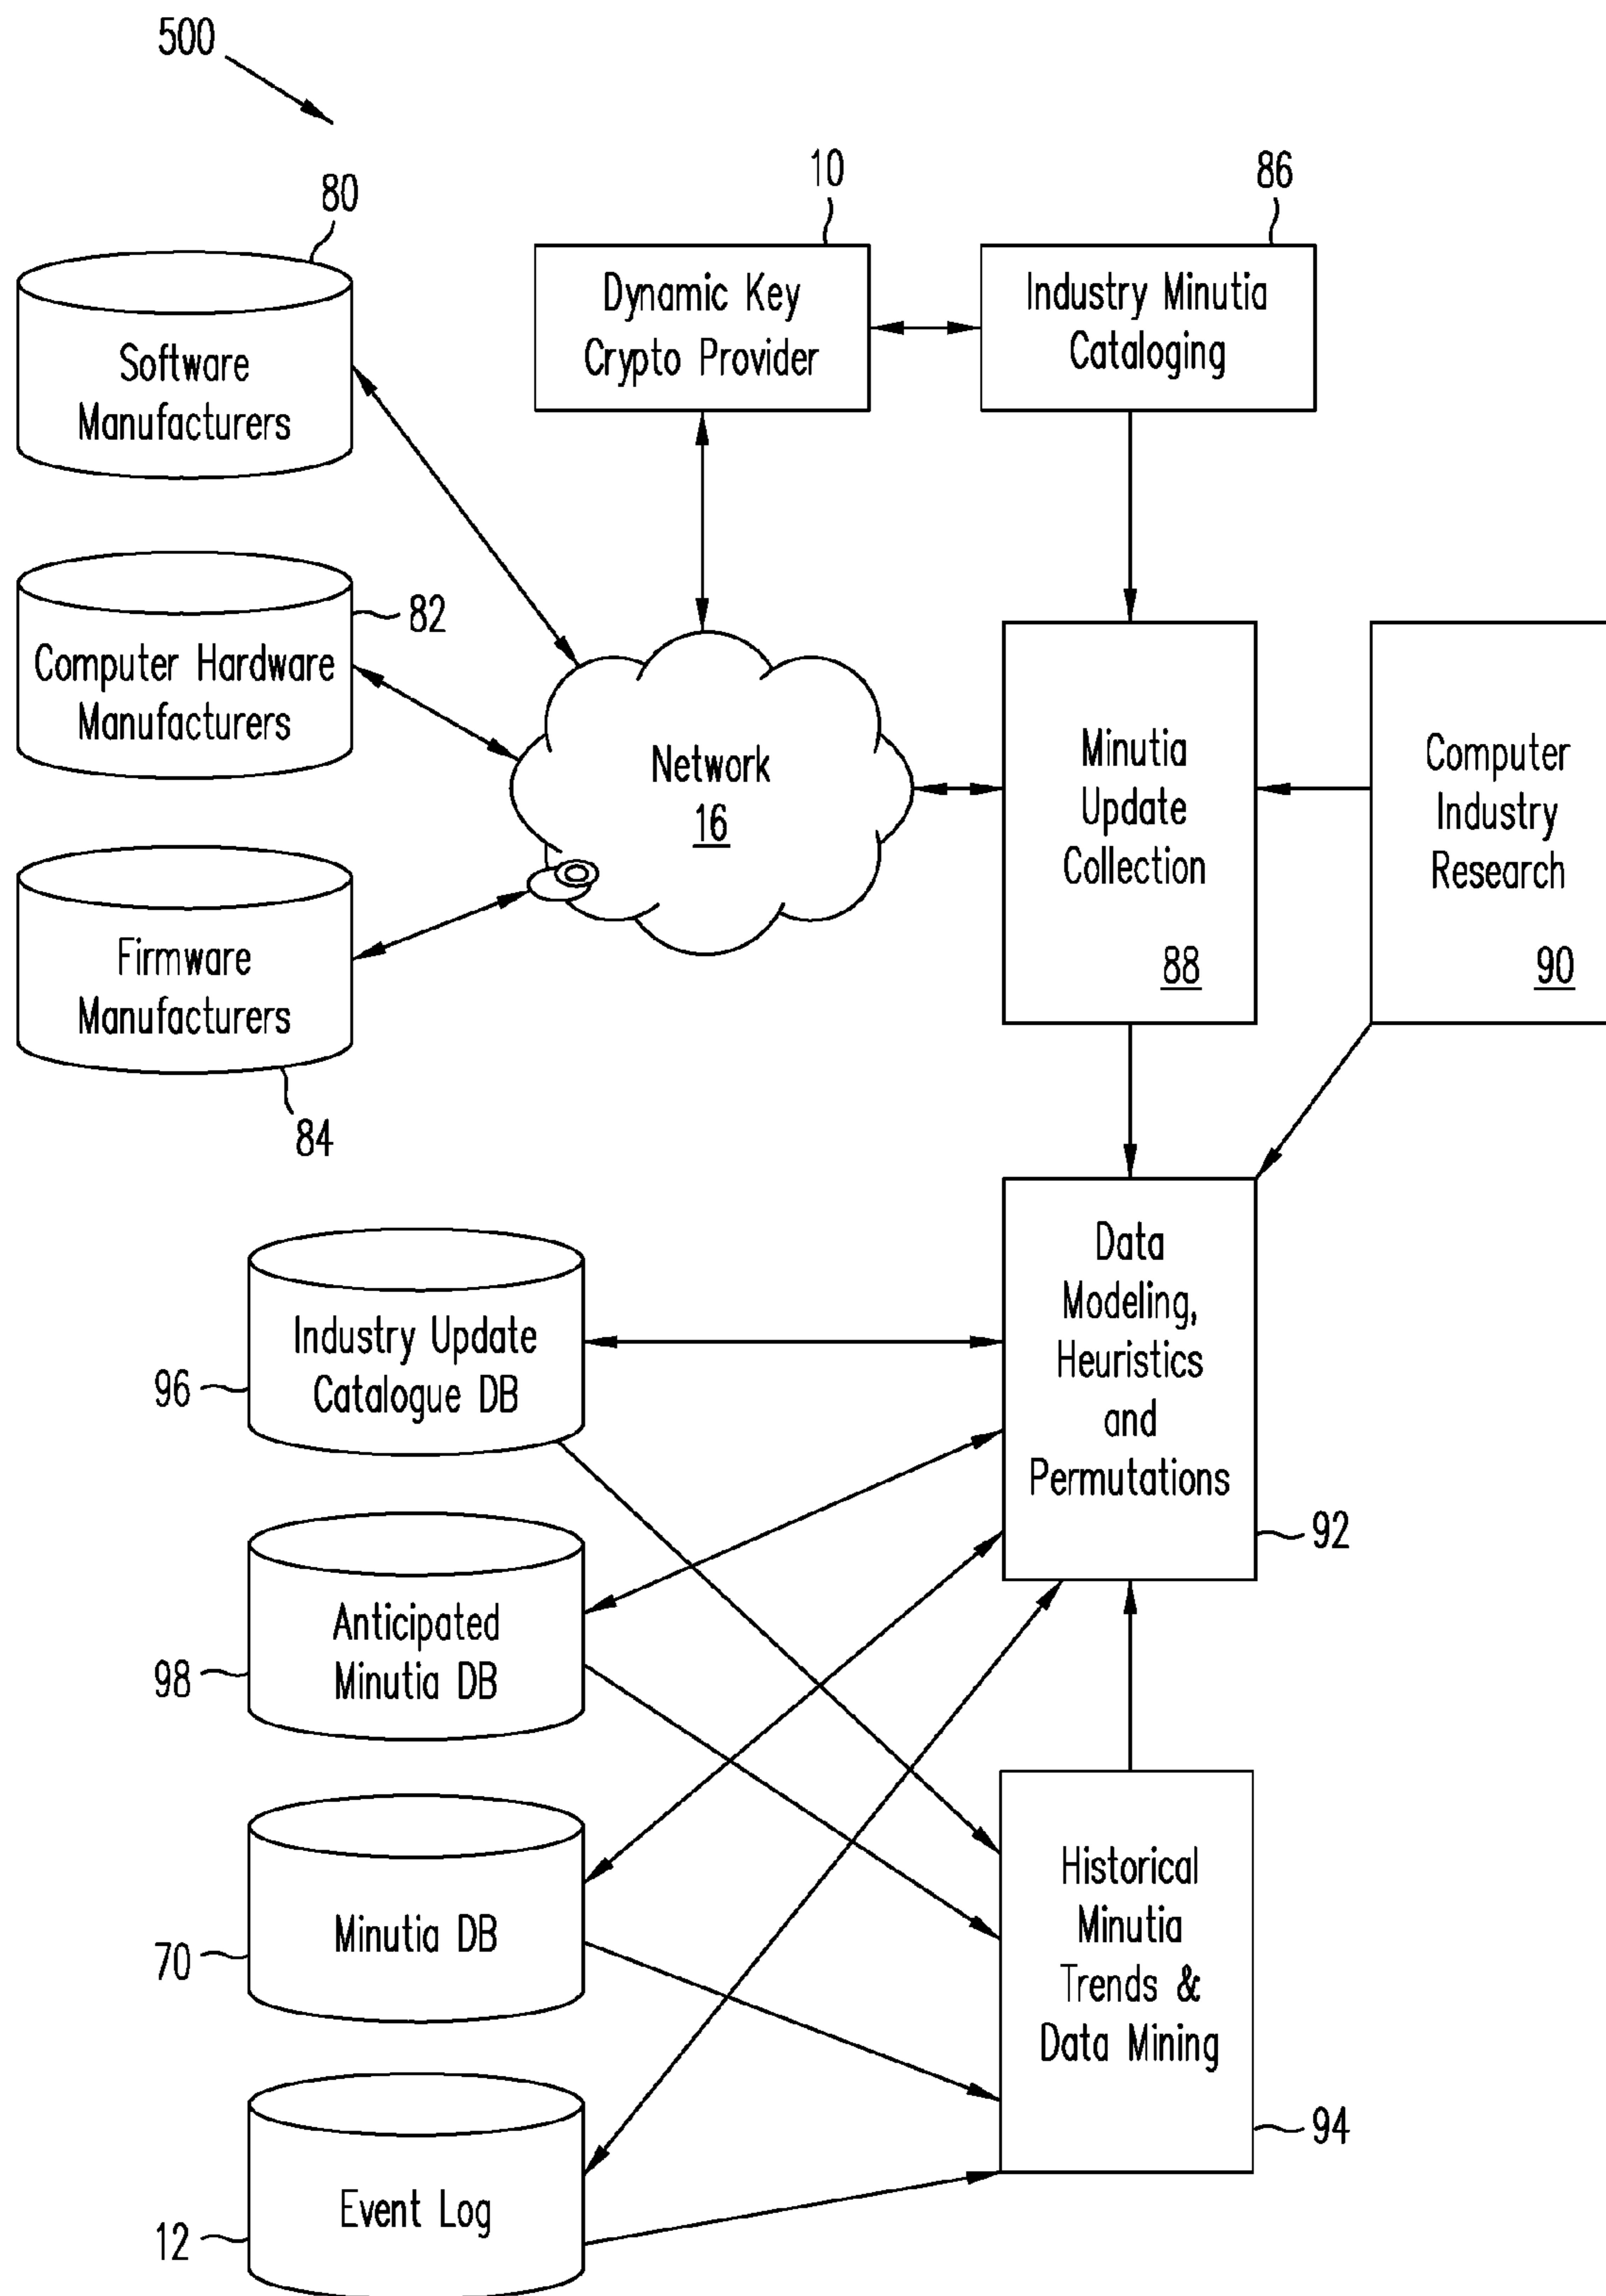 500
80
10
86
Software
Manufacturers
Dynamic Key
Crypto Provider
Industry Minutia
Cataloging
82
Computer Hardware
Manufacturers
Network
16
Minutia
Update
Collection
88
Computer
Industry
Research
90
Firmware
Manufacturers
84
Data
Modeling,
Heuristics
and
Permutations
92
Industry Update
Catalogue DB
96
Anticipated
Minutia DB
98
Minutia DB
70
Historical
Minutia
Trends &
Data Mining
94
Event Log
12